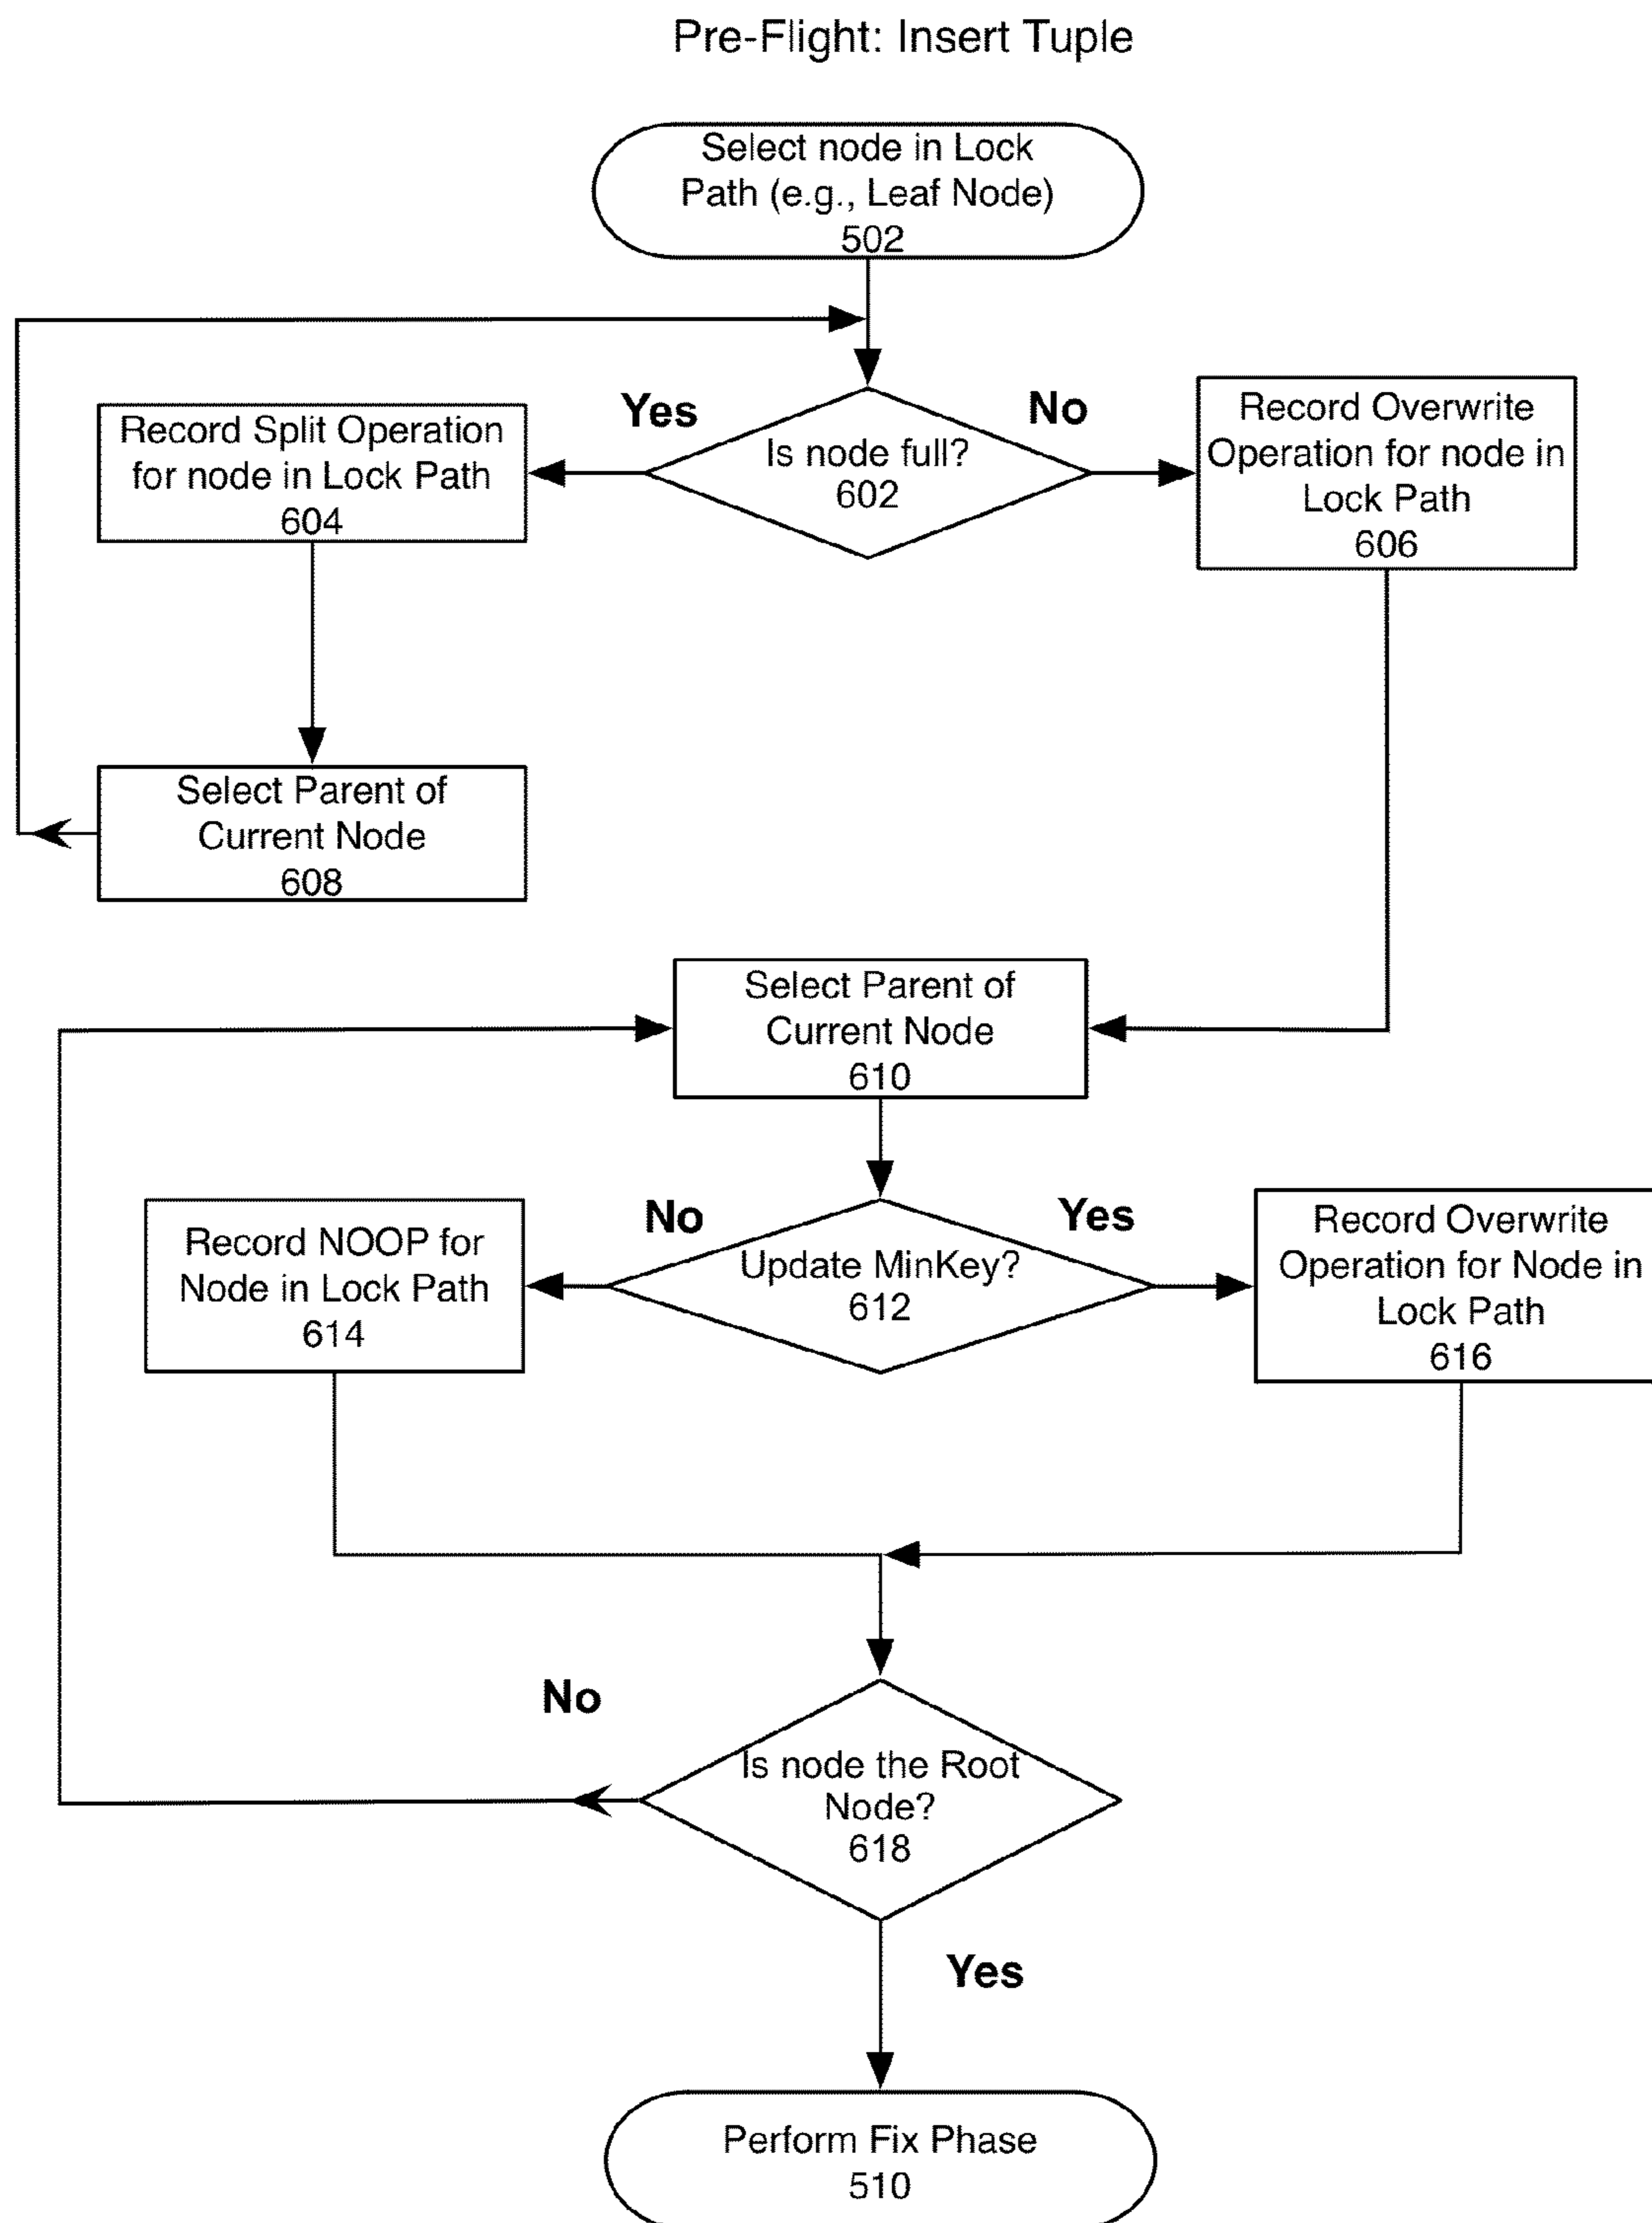 Pre-Flight: Insert Tuple
Select node in Lock
Path (e.g., Leaf Node)
502
Yes
No
Record Split Operation
for node in Lock Path
604
Is node full?
602
Record Overwrite
Operation for node in
Lock Path
606
Select Parent of
Current Node
608
Select Parent of
Current Node
610
No
Yes
Record NOOP for
Node in Lock Path
614
Update MinKey?
612
Record Overwrite
Operation for Node in
Lock Path
616
No
Is node the Root
Node?
618
Yes
Perform Fix Phase
510